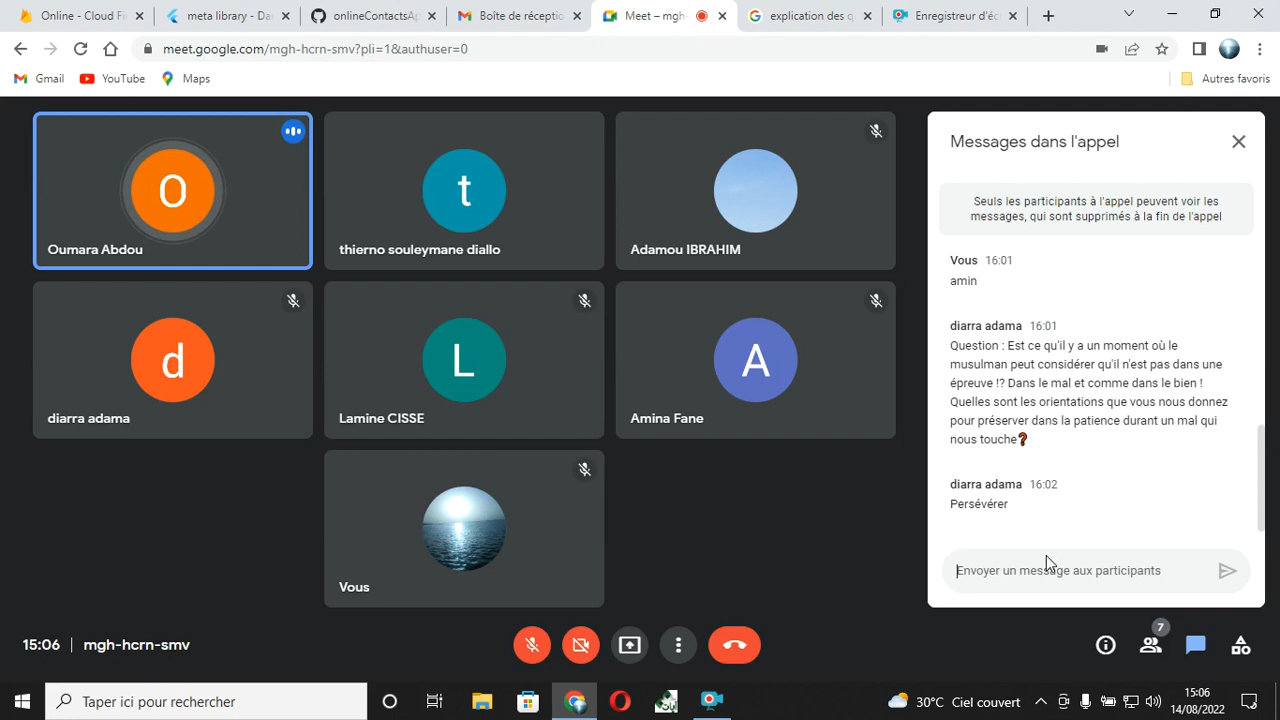 Online - Cloud Fi
meta library - Dar
onlineContactsAp
Boîte de réceptio
Meet – mgh-
explication des q
Enregistreur d'éc
meet.google.com/mgh-hcrn-smv?pli=1&authuser=0
Gmail
YouTube
Maps
Autres favoris
O
Oumara Abdou
t
thierno souleymane diallo
Adamou IBRAHIM
d
diarra adama
L
Lamine CISSE
A
Amina Fane
Vous
Messages dans l'appel
Seuls les participants à l'appel peuvent voir les
messages, qui sont supprimés à la fin de l'appel
Vous 16:01
amin
diarra adama 16:01
Question : Est ce qu'il y a un moment où le
musulman peut considérer qu'il n'est pas dans une
épreuve !? Dans le mal et comme dans le bien !
Quelles sont les orientations que vous nous donnez
pour préserver dans la patience durant un mal qui
nous touche❓
diarra adama 16:02
Persévérer
Envoyer un message aux participants
15:06 | mgh-hcrn-smv
7
Taper ici pour rechercher
30°C Ciel couvert
15:06
14/08/2022